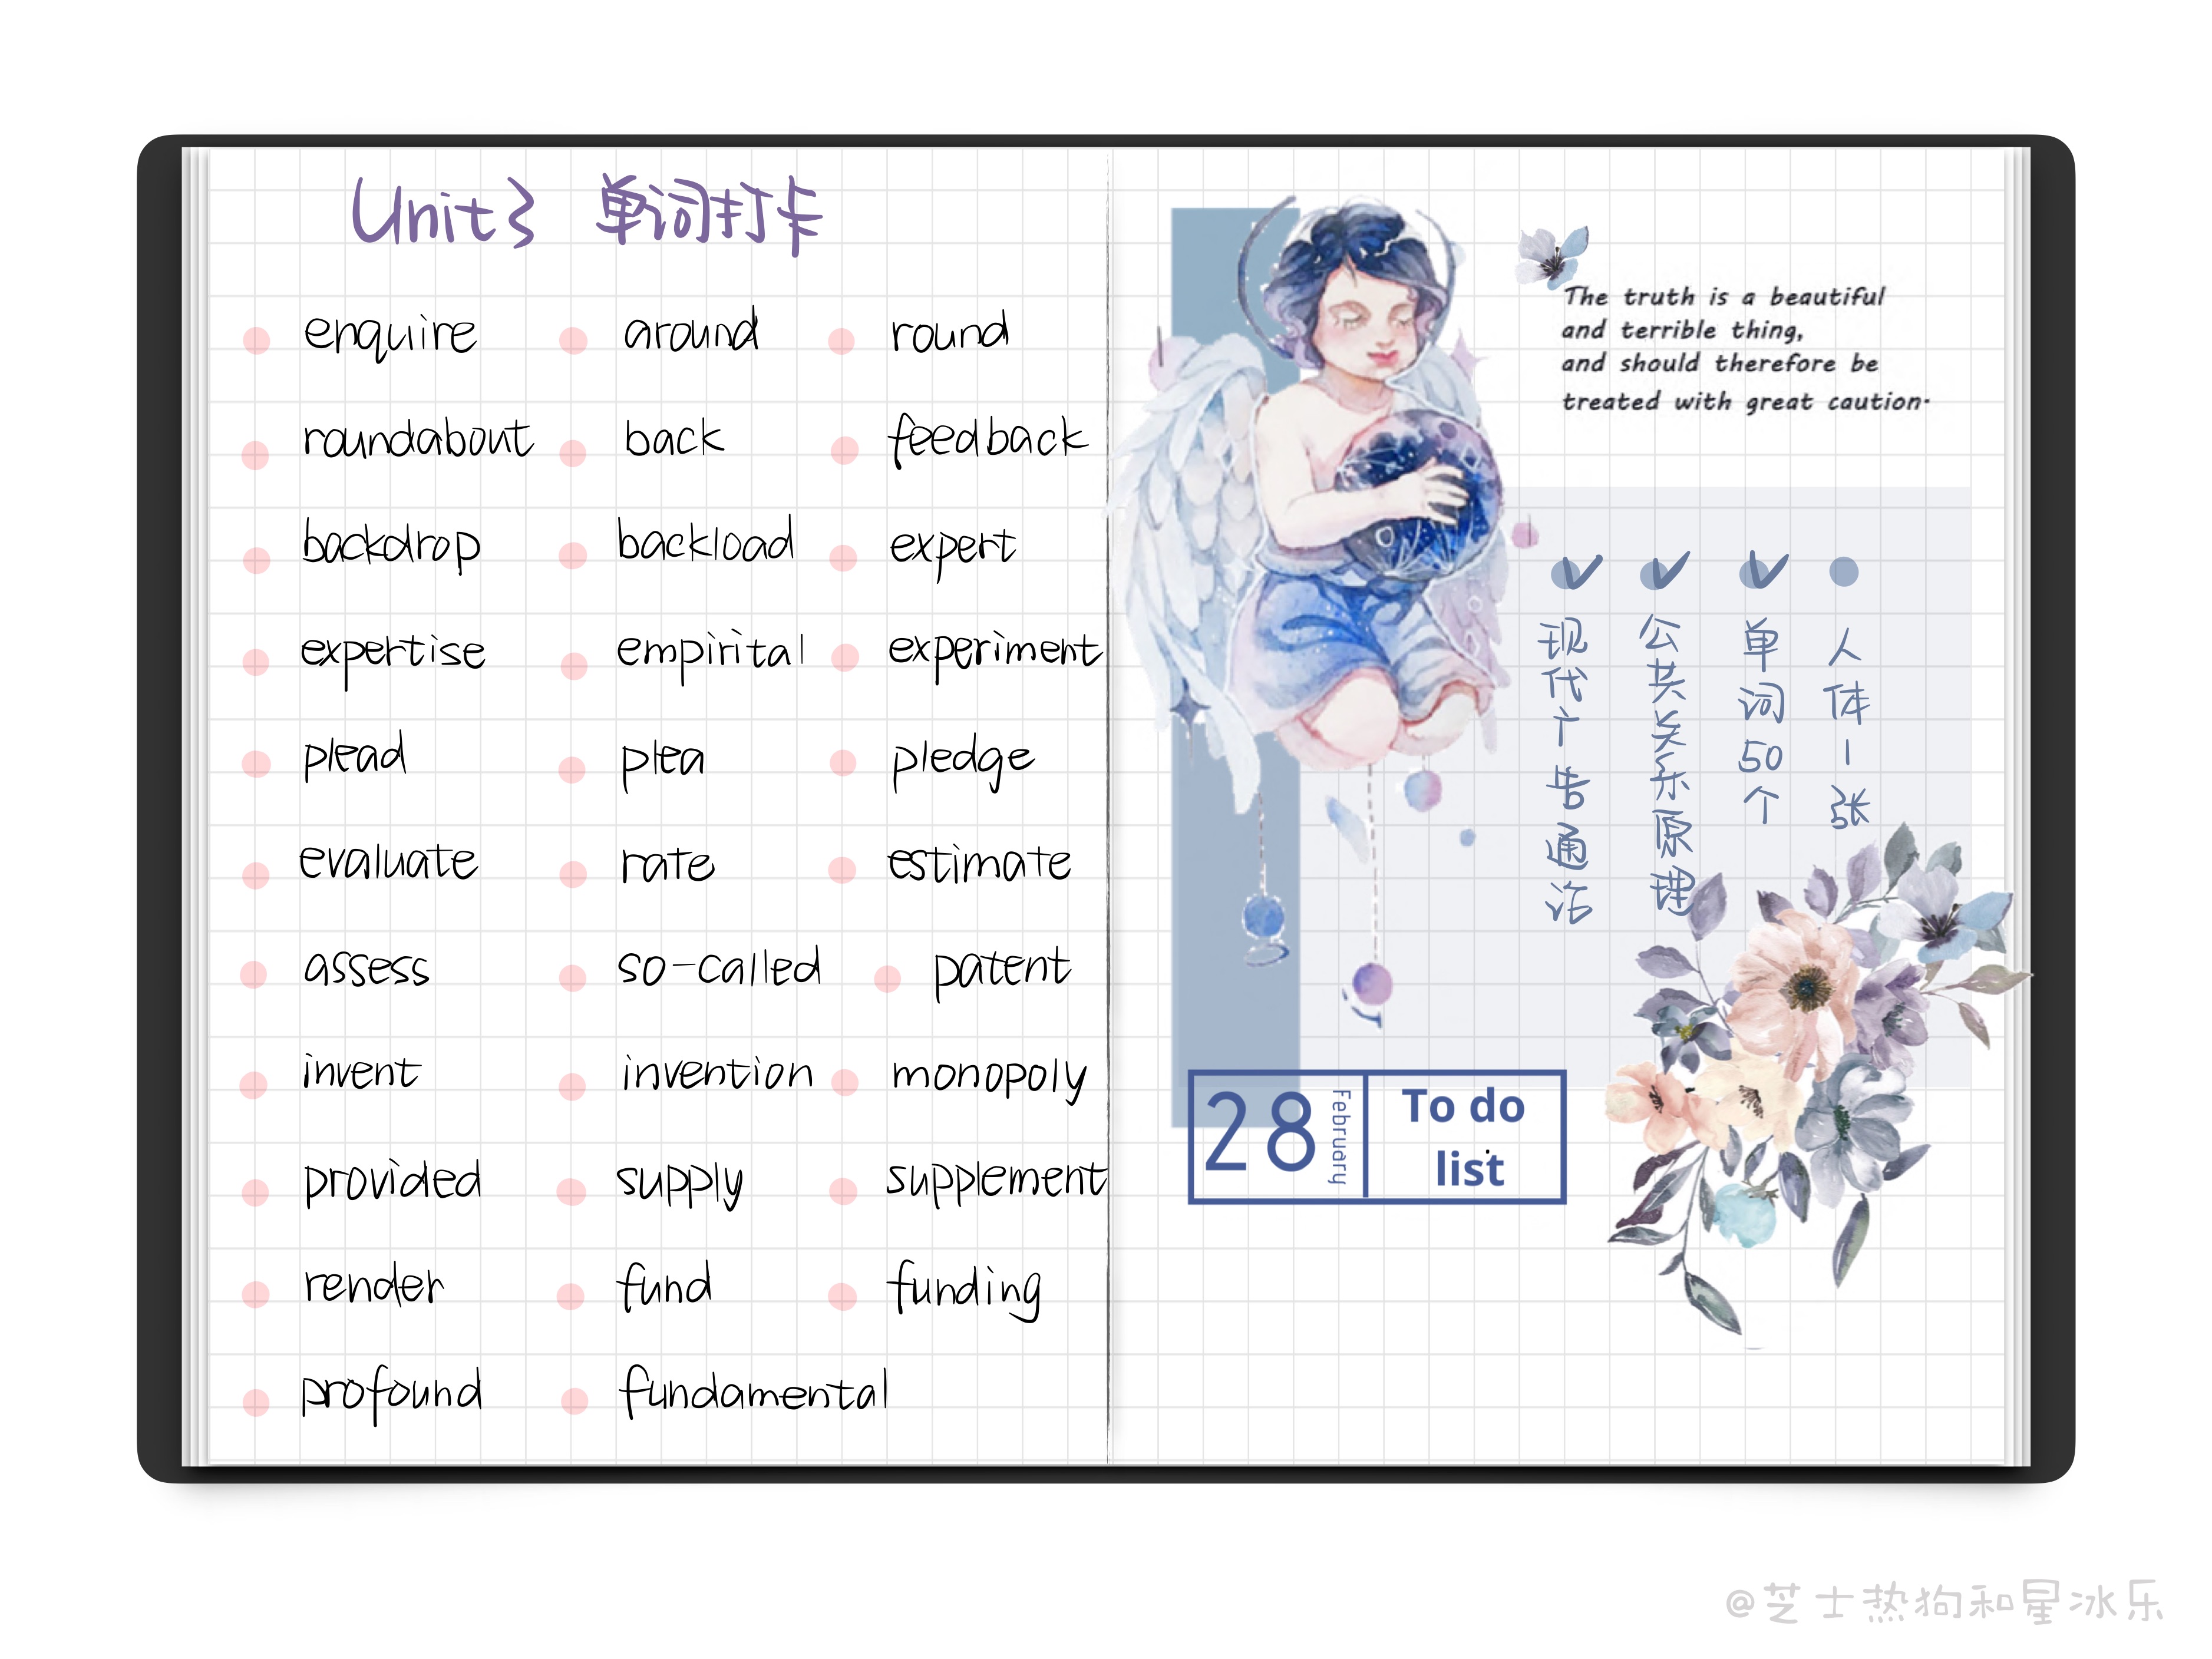 Unit3 单词打卡
enquire around round
roundabout back feedback
backdrop backload expert
expertise empirital experiment
plead plea pledge
evaluate rate estimate
assess so-called patent
invent invention monopoly
provided supply supplement
render fund funding
profound fundamental
The truth is a beautiful
and terrible thing,
and should therefore be
treated with great caution.
现代广告通论
公共关系原理
单词50个
人体1张
28 February
To do
list
@芝士热狗和星冰乐